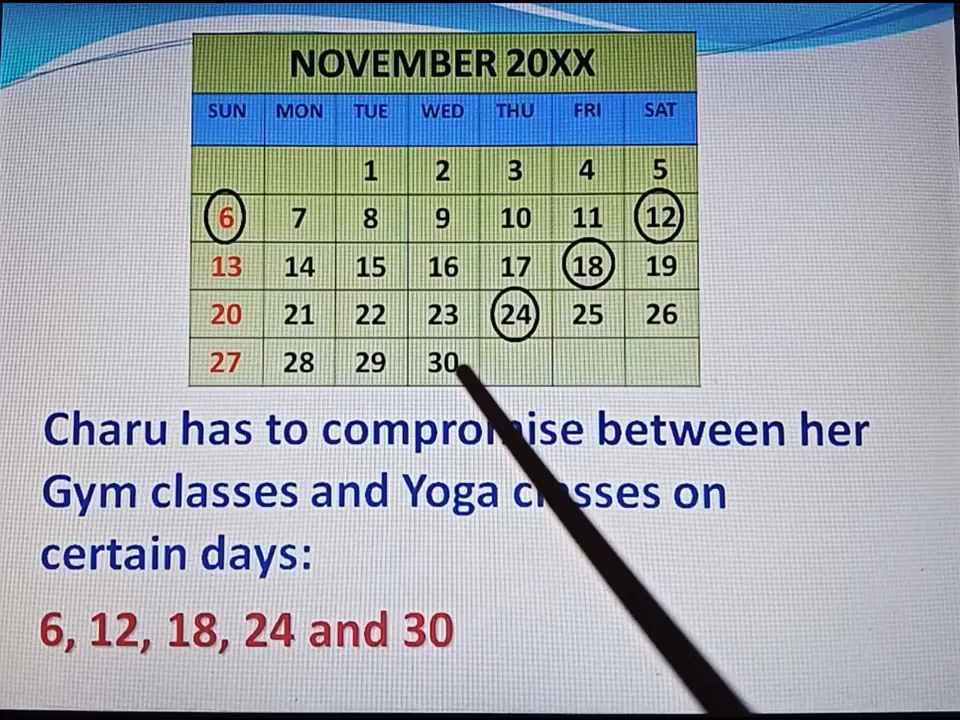 NOVEMBER 20XX
SUN MON TUE WED THU FRI SAT
1 2 3 4 5
6 7 8 9 10 11 12
13 14 15 16 17 18 19
20 21 22 23 24 25 26
27 28 29 30
Charu has to compromise between her
Gym classes and Yoga classes on
certain days:
6, 12, 18, 24 and 30